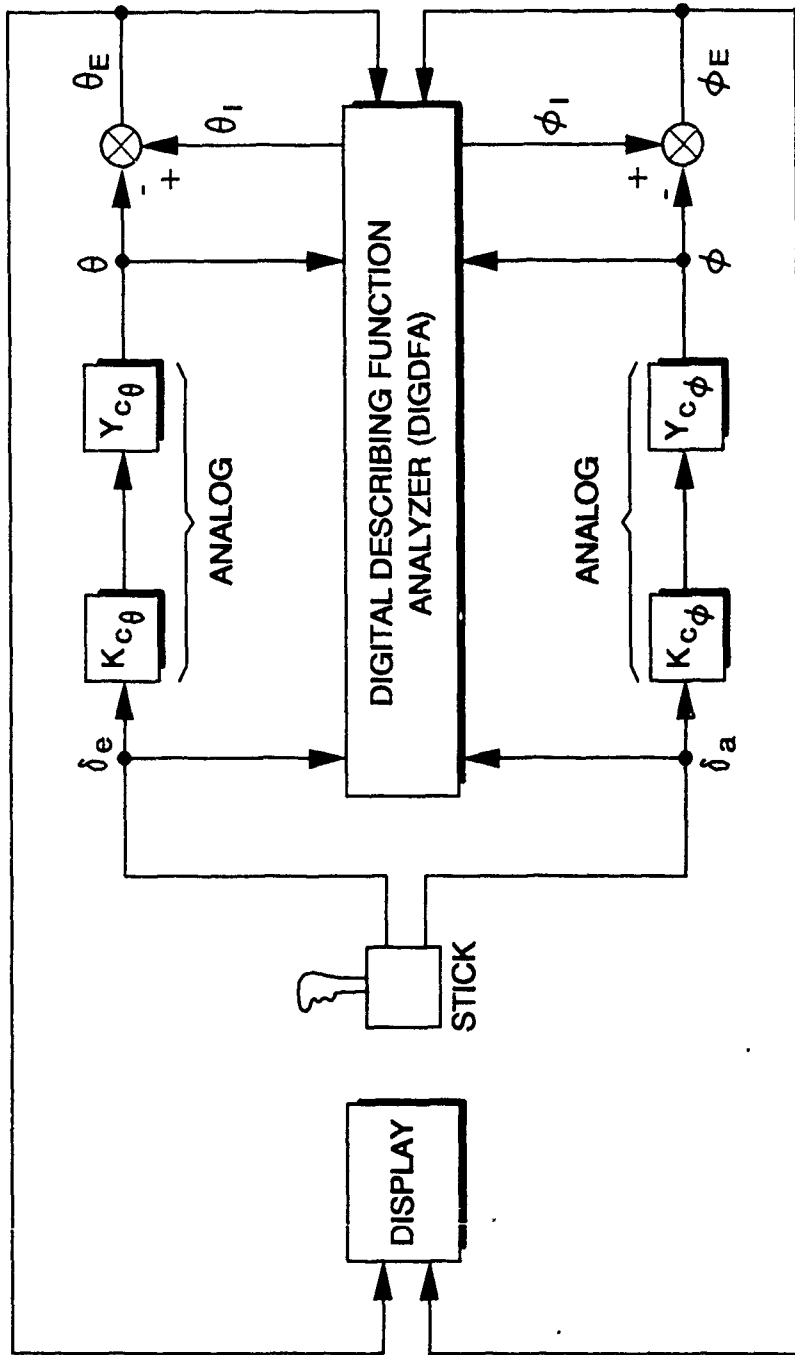 θE
θI
θ
- +
Ycθ
Kcθ
ANALOG
δe
DIGITAL DESCRIBING FUNCTION
ANALYZER (DIGDFA)
STICK
DISPLAY
ϕI
+ -
ϕE
ϕ
ANALOG
Ycϕ
Kcϕ
δa